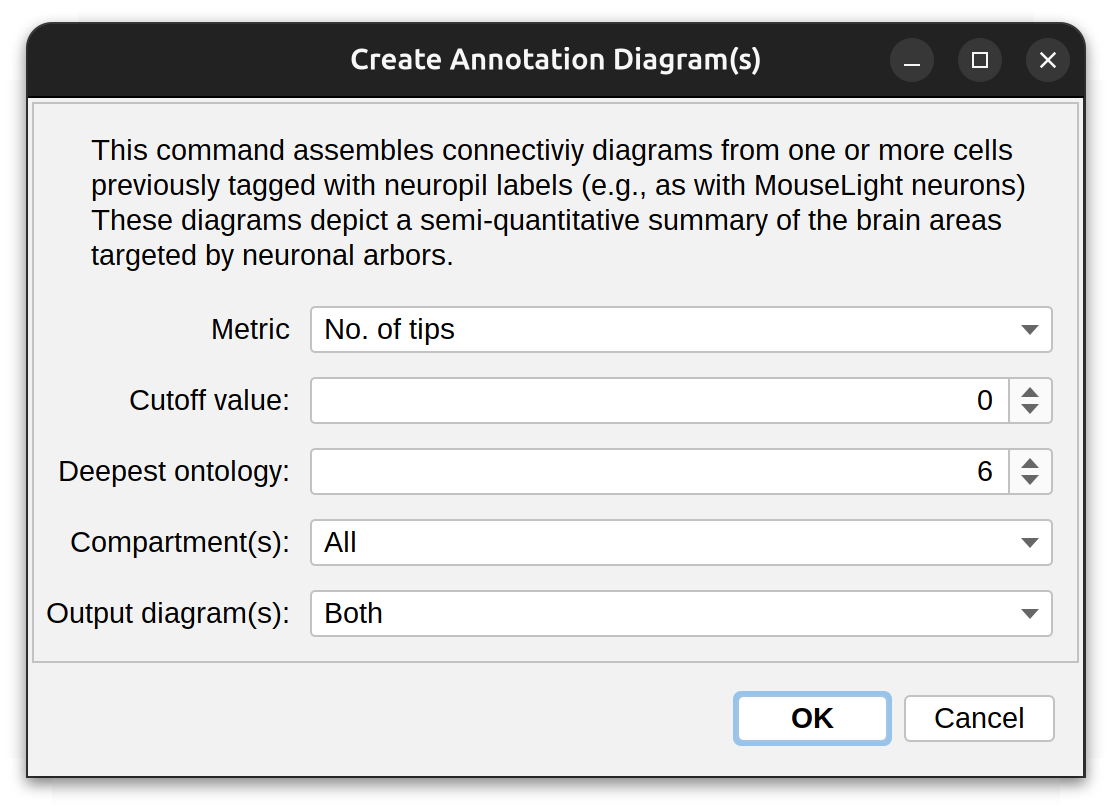 Create Annotation Diagram(s)
This command assembles connectiviy diagrams from one or more cells
previously tagged with neuropil labels (e.g., as with MouseLight neurons)
These diagrams depict a semi-quantitative summary of the brain areas
targeted by neuronal arbors.
Metric No. of tips
Cutoff value: 0
Deepest ontology: 6
Compartment(s): All
Output diagram(s): Both
OK Cancel